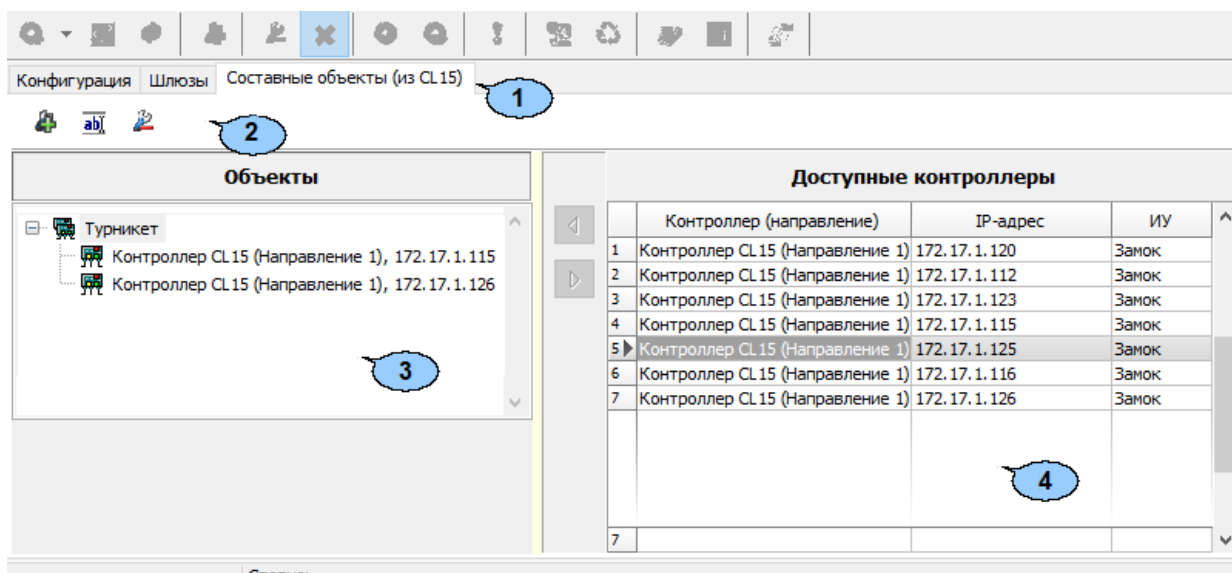 Конфигурация Шлюзы Составные объекты (из CL15)
1
ab
2
Объекты
Доступные контроллеры
Турникет
Контроллер CL15 (Направление 1), 172.17.1.115
Контроллер CL15 (Направление 1), 172.17.1.126
3
Контроллер (направление) IP-адрес ИУ
1 Контроллер CL15 (Направление 1) 172.17.1.120 Замок
2 Контроллер CL15 (Направление 1) 172.17.1.112 Замок
3 Контроллер CL15 (Направление 1) 172.17.1.123 Замок
4 Контроллер CL15 (Направление 1) 172.17.1.115 Замок
5 Контроллер CL15 (Направление 1) 172.17.1.125 Замок
6 Контроллер CL15 (Направление 1) 172.17.1.116 Замок
7 Контроллер CL15 (Направление 1) 172.17.1.126 Замок
4
7